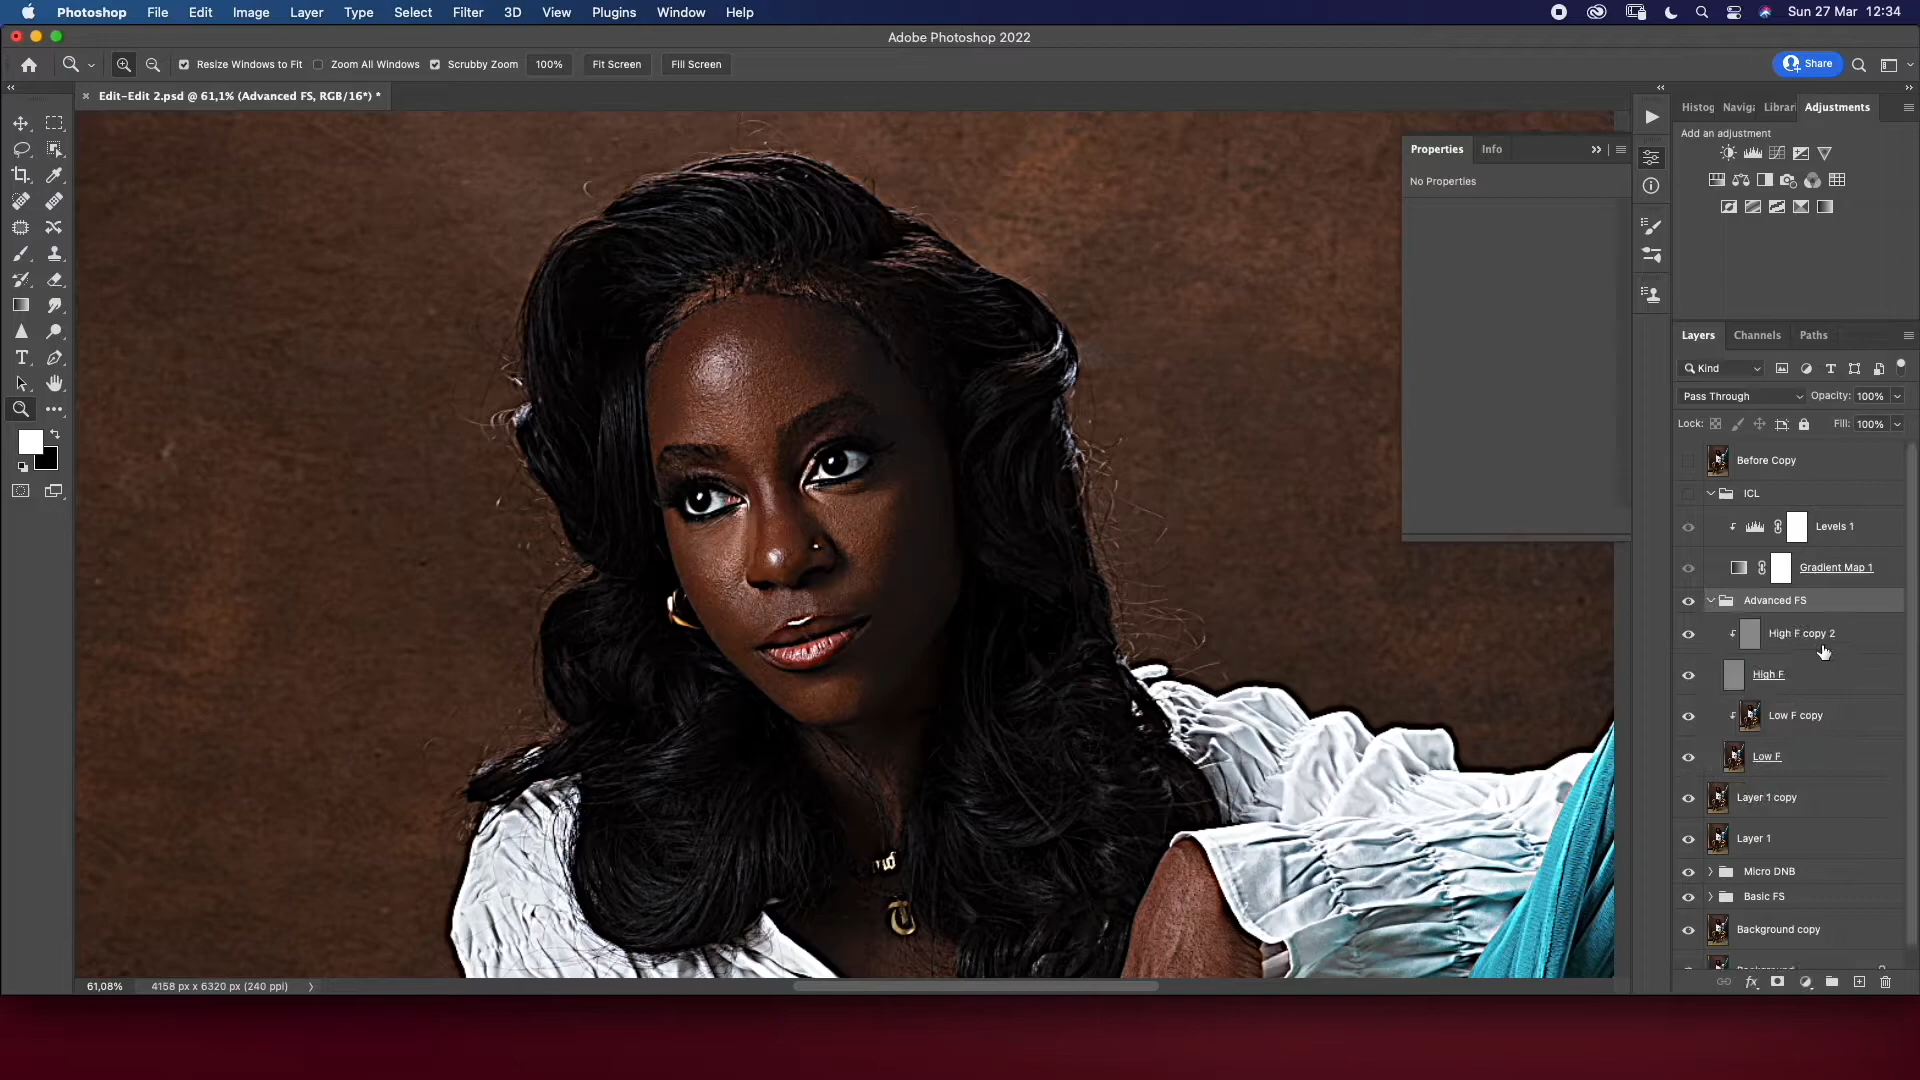 Photoshop File Edit Image Layer Type Select Filter 3D View Plugins Window Help Sun 27 Mar 12:34
Adobe Photoshop 2022
Resize Windows to Fit Zoom All Windows Scrubby Zoom 100% Fit Screen Fill Screen Share
Edit-Edit 2.psd @ 61,1% (Advanced FS, RGB/16*) *
Histog Naviga Librari Adjustments
Add an adjustment
Properties Info
No Properties
Layers Channels Paths
Kind
Pass Through Opacity: 100%
Lock: Fill: 100%
Before Copy
ICL
Levels 1
Gradient Map 1
Advanced FS
High F copy 2
High F
Low F copy
Low F
Layer 1 copy
Layer 1
Micro DNB
Basic FS
Background copy
61,08% 4158 px x 6320 px (240 ppi)